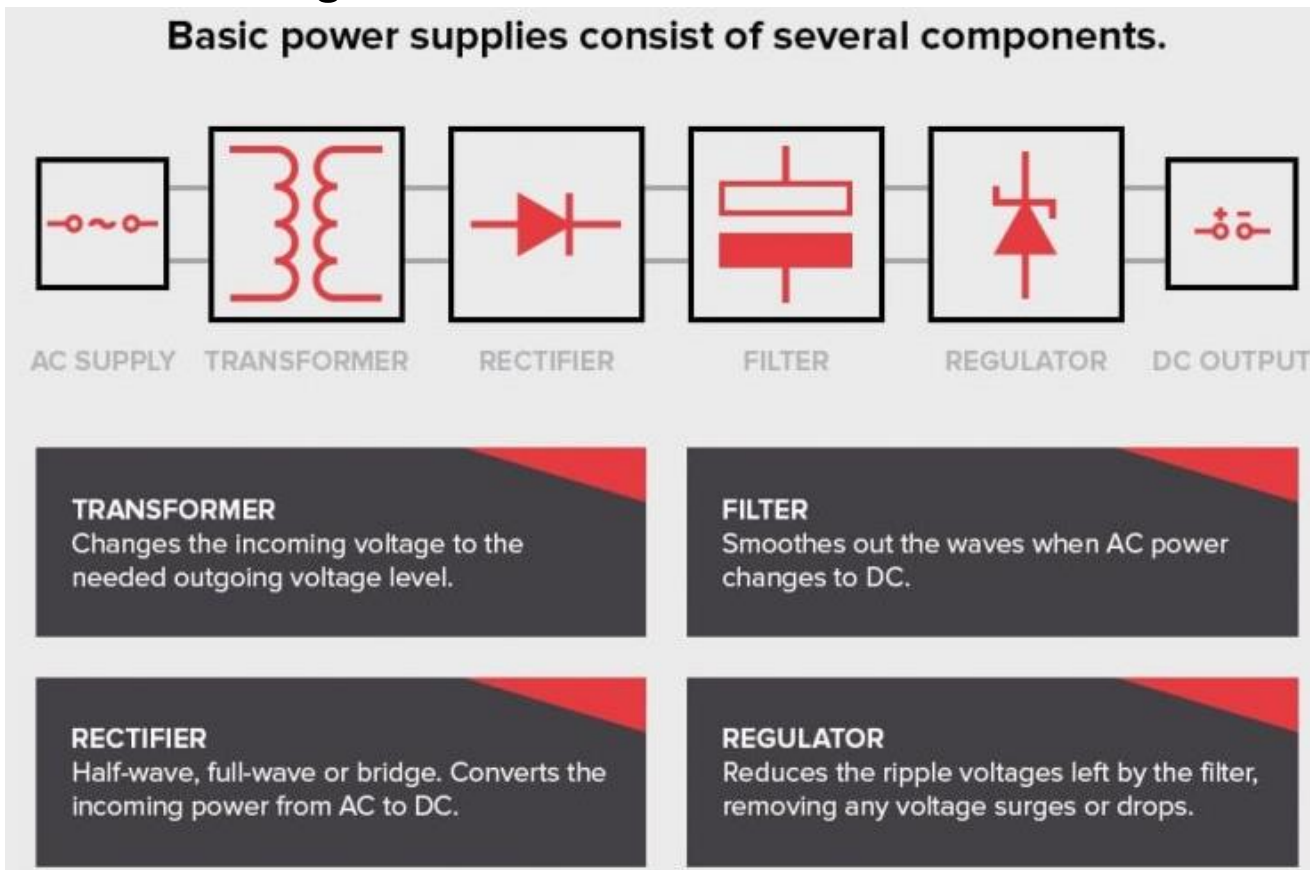 Basic power supplies consist of several components.
AC SUPPLY
TRANSFORMER
RECTIFIER
FILTER
REGULATOR
DC OUTPUT
TRANSFORMER
Changes the incoming voltage to the
needed outgoing voltage level.
FILTER
Smoothes out the waves when AC power
changes to DC.
RECTIFIER
Half-wave, full-wave or bridge. Converts the
incoming power from AC to DC.
REGULATOR
Reduces the ripple voltages left by the filter,
removing any voltage surges or drops.